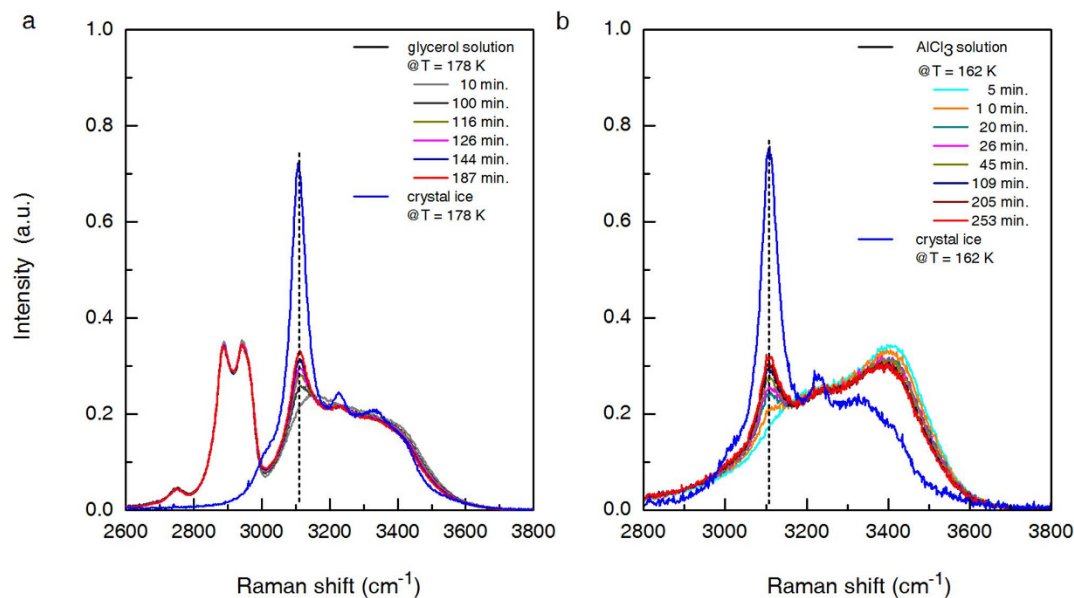 a
1.0
0.8
0.6
0.4
0.2
0.0
2600 2800 3000 3200 3400 3600 3800
Intensity (a.u.)
Raman shift (cm⁻¹)
glycerol solution
@T = 178 K
10 min.
100 min.
116 min.
126 min.
144 min.
187 min.
crystal ice
@T = 178 K
b
1.0
0.8
0.6
0.4
0.2
0.0
2800 3000 3200 3400 3600 3800
Raman shift (cm⁻¹)
AlCl3 solution
@T = 162 K
5 min.
1 0 min.
20 min.
26 min.
45 min.
109 min.
205 min.
253 min.
crystal ice
@T = 162 K